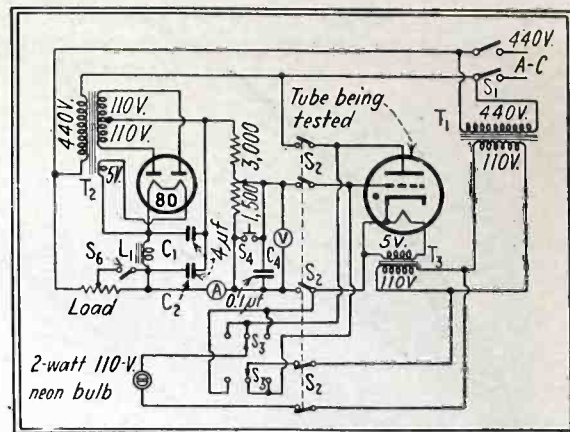 440V.
A-C
S1
Tube being
tested
T1
440V.
110V.
440V.
110V.
110V.
5V.
T2
80
3,000
1,500
S2
S2
V
S6
L1
C1
4μf
S4
C4
C2
Load
A
0.1μf
S2
5V.
T3
110V.
S3
S3
S2
2-watt 110-V.
neon bulb